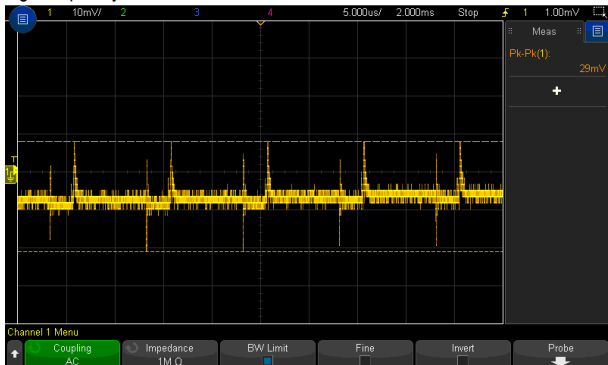 1 10mV/ 2 3 4 5.000us/ 2.000ms Stop 1 1.00mV
Meas
Pk-Pk(1):
29mV
T
1
Channel 1 Menu
Coupling Impedance BW Limit Fine Invert Probe
AC 1M Ω